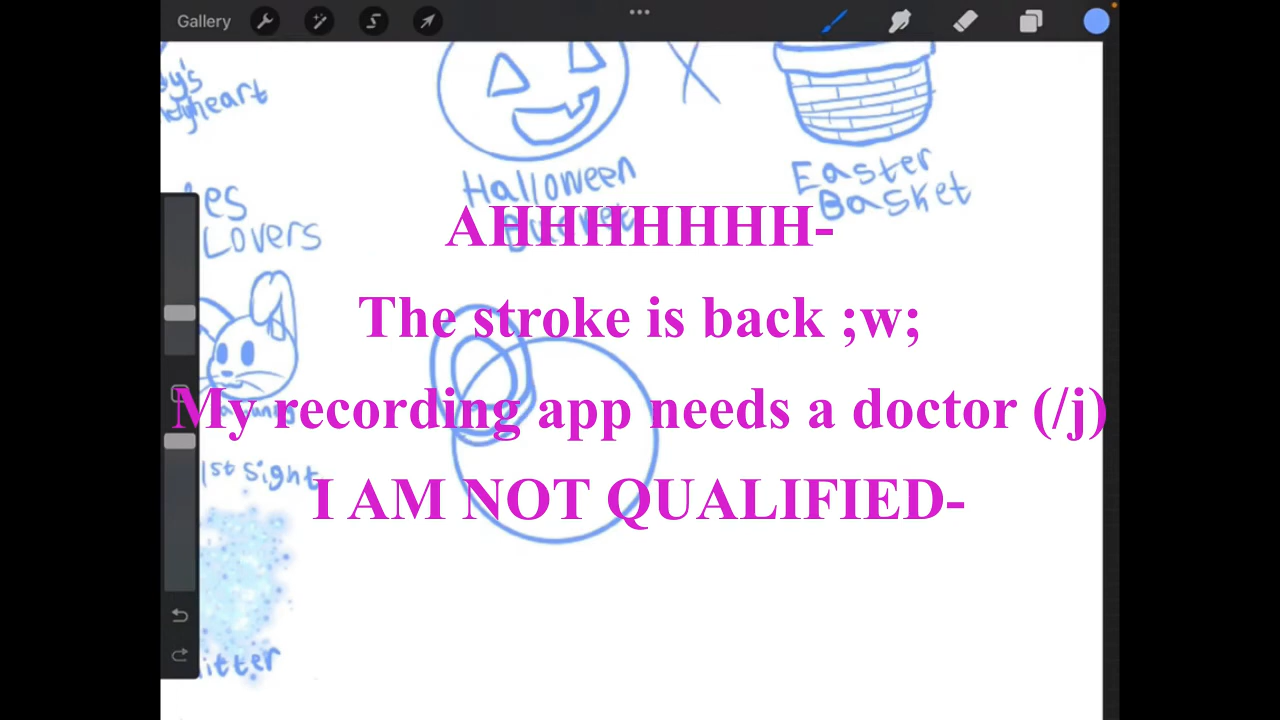 Gallery
Halloween
Bucket
X
Easter
Basket
Lovers
AHHHHHHH-
The stroke is back ;w;
My recording app needs a doctor (/j)
1st Sight
I AM NOT QUALIFIED-